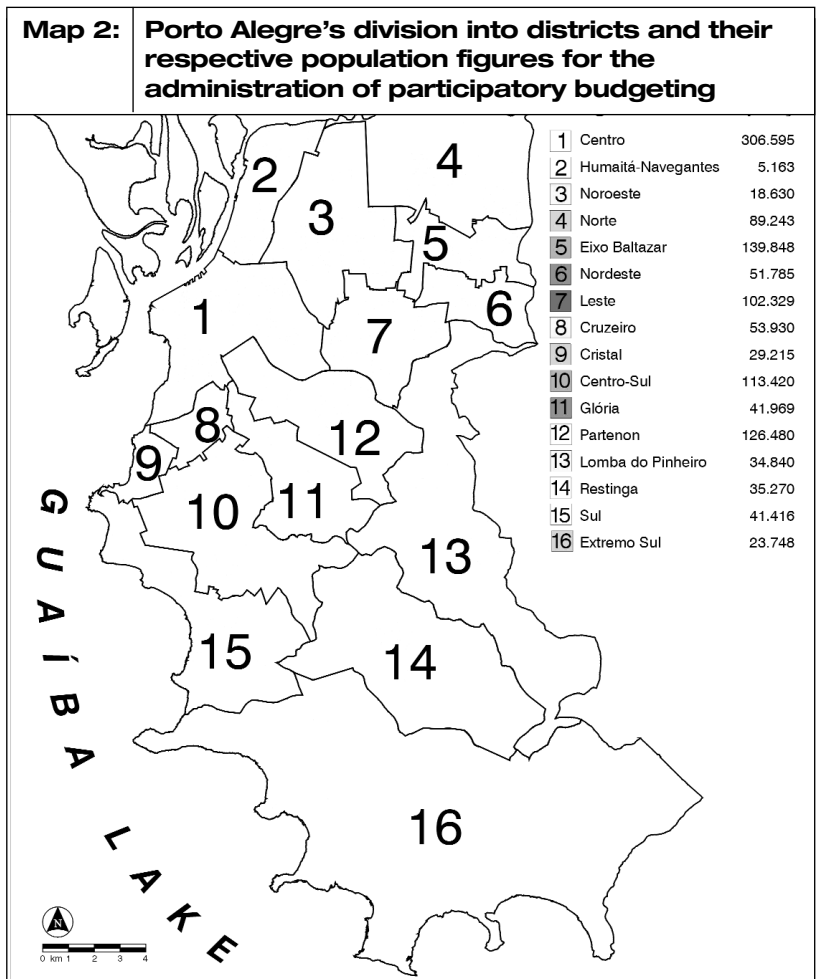 Map 2: Porto Alegre's division into districts and their
respective population figures for the
administration of participatory budgeting
1 Centro 306.595
2 Humaitá-Navegantes 5.163
3 Noroeste 18.630
4 Norte 89.243
5 Eixo Baltazar 139.848
6 Nordeste 51.785
7 Leste 102.329
8 Cruzeiro 53.930
9 Cristal 29.215
10 Centro-Sul 113.420
11 Glória 41.969
12 Partenon 126.480
13 Lomba do Pinheiro 34.840
14 Restinga 35.270
15 Sul 41.416
16 Extremo Sul 23.748
2
4
3
5
6
1
7
8
12
9
10
11
13
15
14
16
GUAÍBA LAKE
N
0 km 1 2 3 4